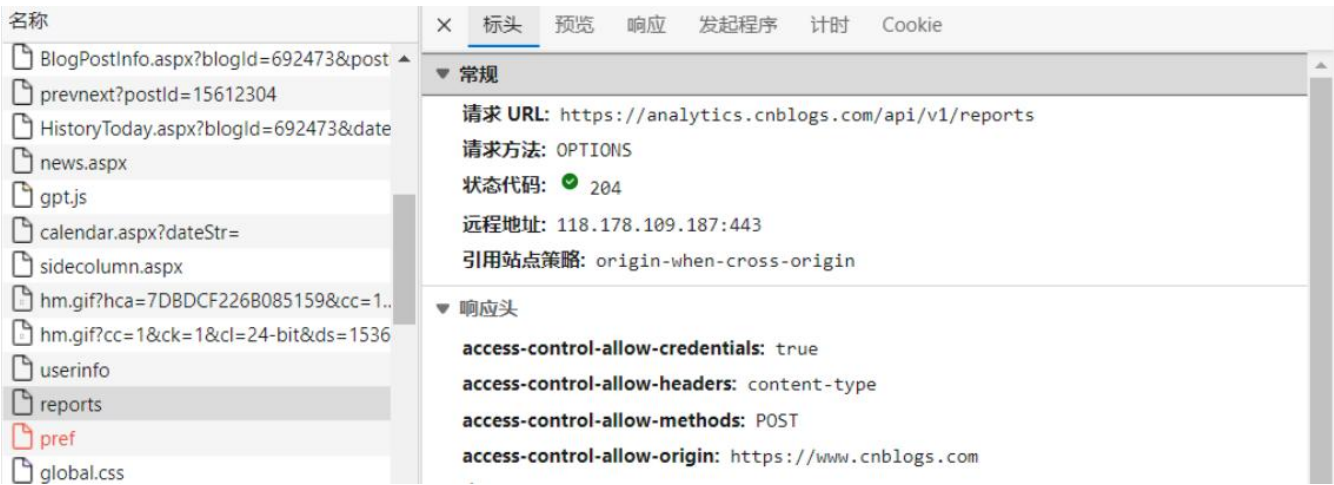 名称
BlogPostInfo.aspx?blogId=692473&post
prevnext?postId=15612304
HistoryToday.aspx?blogId=692473&date
news.aspx
gpt.js
calendar.aspx?dateStr=
sidecolumn.aspx
hm.gif?hca=7DBDCF226B085159&cc=1..
hm.gif?cc=1&ck=1&cl=24-bit&ds=1536
userinfo
reports
pref
global.css
标头 预览 响应 发起程序 计时 Cookie
常规
请求 URL: https://analytics.cnblogs.com/api/v1/reports
请求方法: OPTIONS
状态代码: 204
远程地址: 118.178.109.187:443
引用站点策略: origin-when-cross-origin
响应头
access-control-allow-credentials: true
access-control-allow-headers: content-type
access-control-allow-methods: POST
access-control-allow-origin: https://www.cnblogs.com